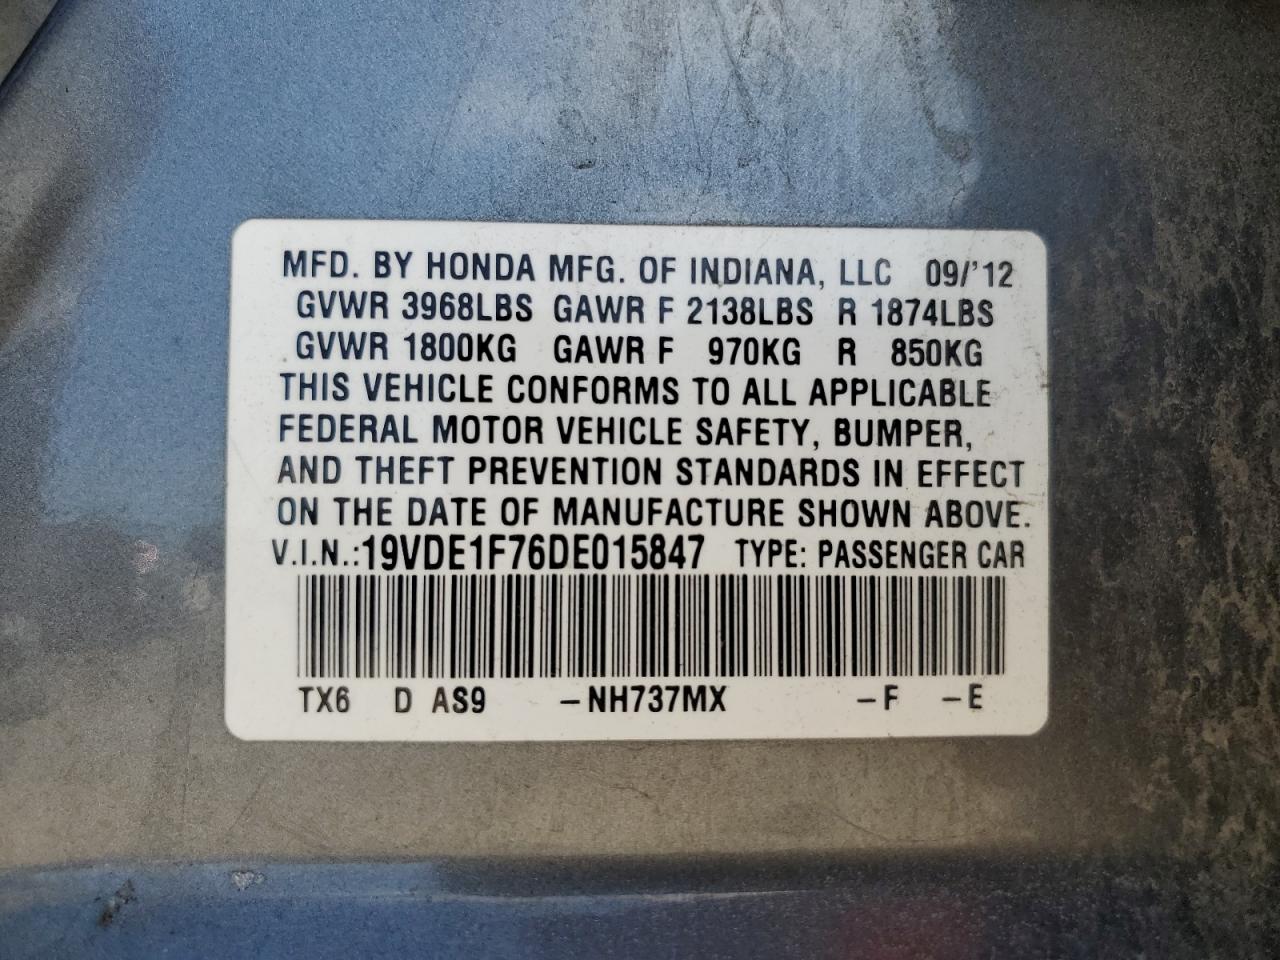 MFD. BY HONDA MFG. OF INDIANA, LLC 09/'12
GVWR 3968LBS GAWR F 2138LBS R 1874LBS
GVWR 1800KG GAWR F 970KG R 850KG
THIS VEHICLE CONFORMS TO ALL APPLICABLE
FEDERAL MOTOR VEHICLE SAFETY, BUMPER,
AND THEFT PREVENTION STANDARDS IN EFFECT
ON THE DATE OF MANUFACTURE SHOWN ABOVE.
V.I.N.:19VDE1F76DE015847 TYPE: PASSENGER CAR
TX6 D AS9 -NH737MX -F -E